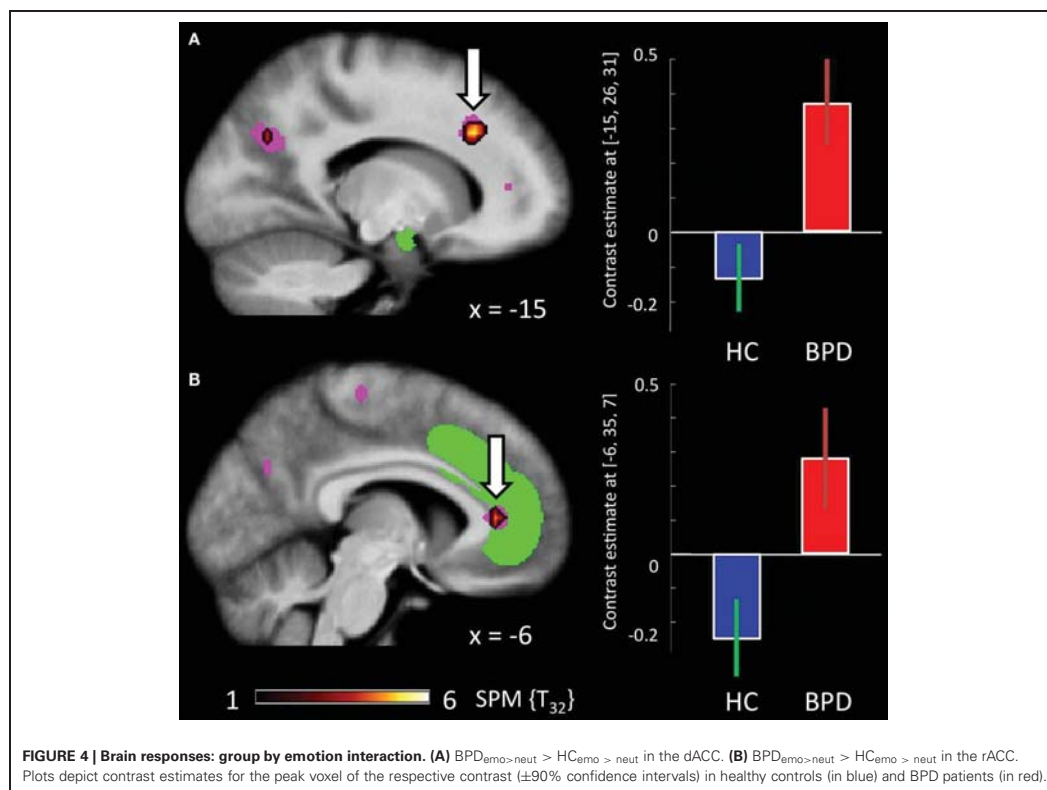 A
0.5
Contrast estimate at [-15, 26, 31]
0
-0.2
x = -15
HC BPD
B
0.5
Contrast estimate at [-6, 35, 7]
0
-0.2
x = -6
HC BPD
1 6 SPM {T32}
FIGURE 4 | Brain responses: group by emotion interaction. (A) BPDemo>neut > HCemo > neut in the dACC. (B) BPDemo>neut > HCemo > neut in the rACC.
Plots depict contrast estimates for the peak voxel of the respective contrast (±90% confidence intervals) in healthy controls (in blue) and BPD patients (in red).